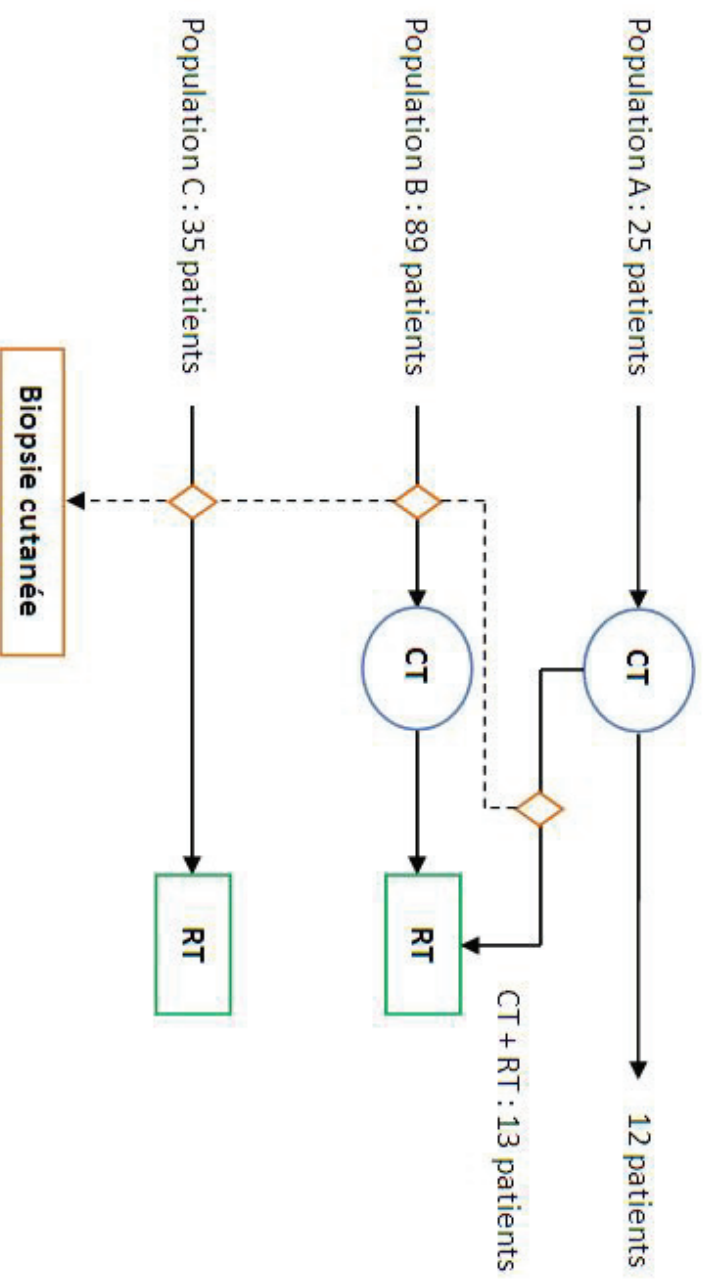 Population A : 25 patients
CT
12 patients
CT + RT : 13 patients
Population B : 89 patients
CT
RT
Population C : 35 patients
RT
Biopsie cutanée